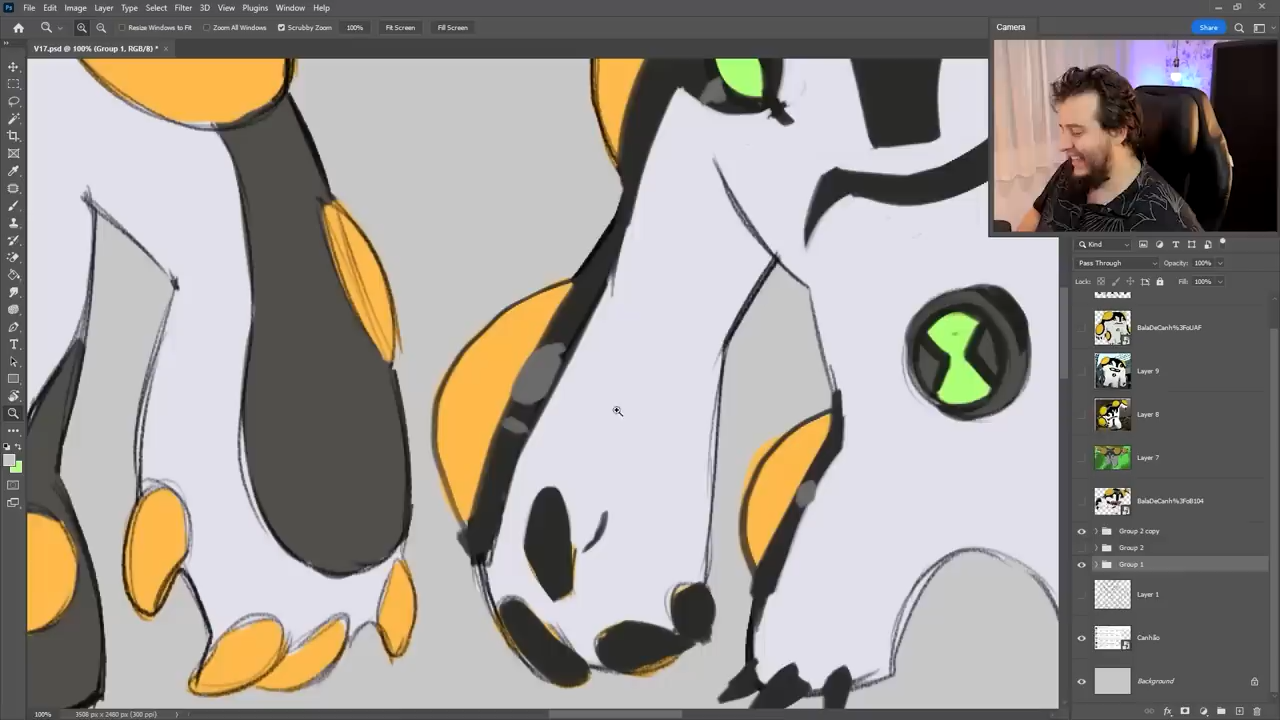 File Edit Image Layer Type Select Filter 3D View Plugins Window Help
Resize Windows to Fit Zoom All Windows Scrubby Zoom 100% Fit Screen Fill Screen
Camera
Share
V17.psd @ 100% (Group 1, RGB/8) *
Kind
Pass Through Opacity: 100%
Lock: Fill: 100%
BalaDeCanh%3FoUAF
Layer 9
Layer 8
Layer 7
BalaDeCanh%3FoB104
Group 2 copy
Group 2
Group 1
Layer 1
Canhão
Background
100% 3508 px x 2480 px (300 ppi)